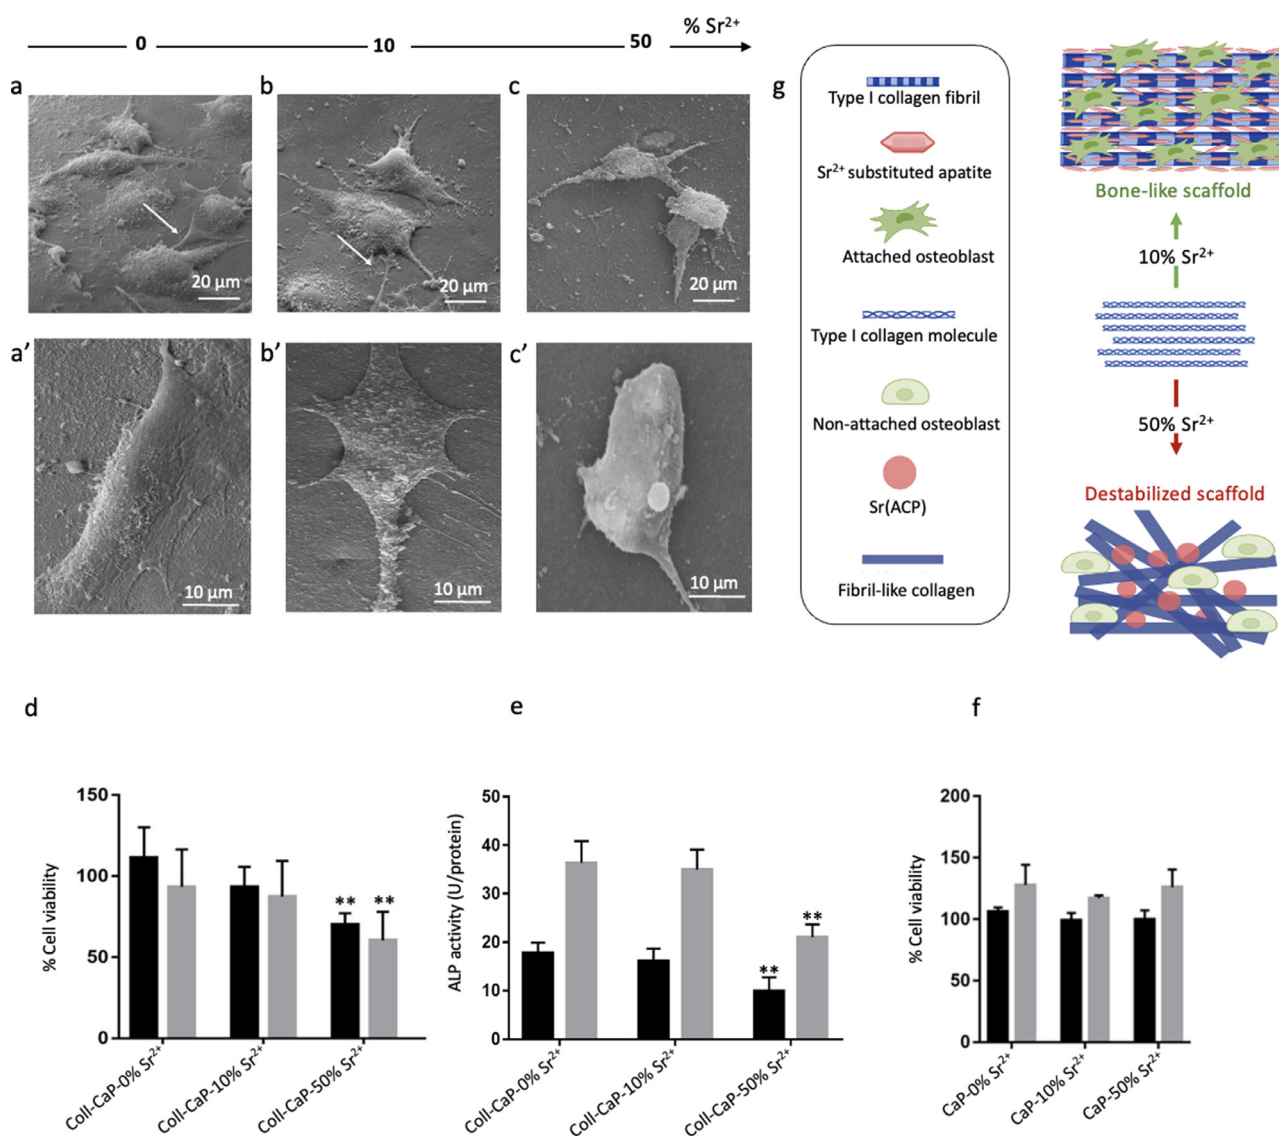 % Sr²⁺
0
10
50
a
b
c
g
20 µm
20 µm
20 µm
a’
b’
c’
10 µm
10 µm
10 µm
Type I collagen fibril
Sr²⁺ substituted apatite
Attached osteoblast
Type I collagen molecule
Non-attached osteoblast
Sr(ACP)
Fibril-like collagen
Bone-like scaffold
10% Sr²⁺
50% Sr²⁺
Destabilized scaffold
d
e
f
% Cell viability
150
100
50
0
** **
Coll-CaP-0% Sr²⁺
Coll-CaP-10% Sr²⁺
Coll-CaP-50% Sr²⁺
ALP activity (U/protein)
50
40
30
20
10
0
**
**
Coll-CaP-0% Sr²⁺
Coll-CaP-10% Sr²⁺
Coll-CaP-50% Sr²⁺
% Cell viability
200
150
100
50
0
CaP-0% Sr²⁺
CaP-10% Sr²⁺
CaP-50% Sr²⁺